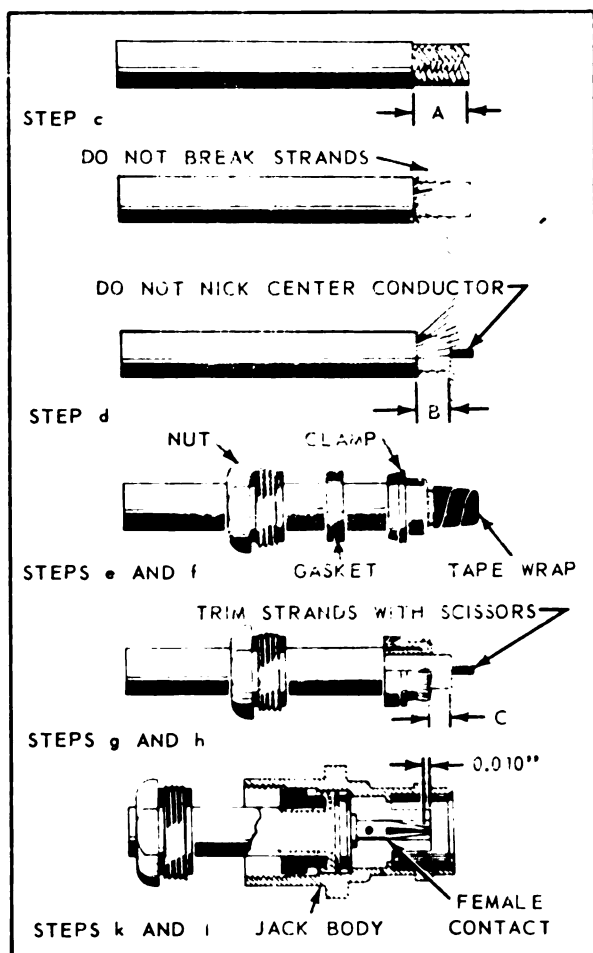 A
STEP c
DO NOT BREAK STRANDS
DO NOT NICK CENTER CONDUCTOR
B
STEP d
NUT
CLAMP
STEPS e AND f
GASKET
TAPE WRAP
TRIM STRANDS WITH SCISSORS
C
STEPS g AND h
0.010"
FEMALE
CONTACT
STEPS k AND l
JACK BODY